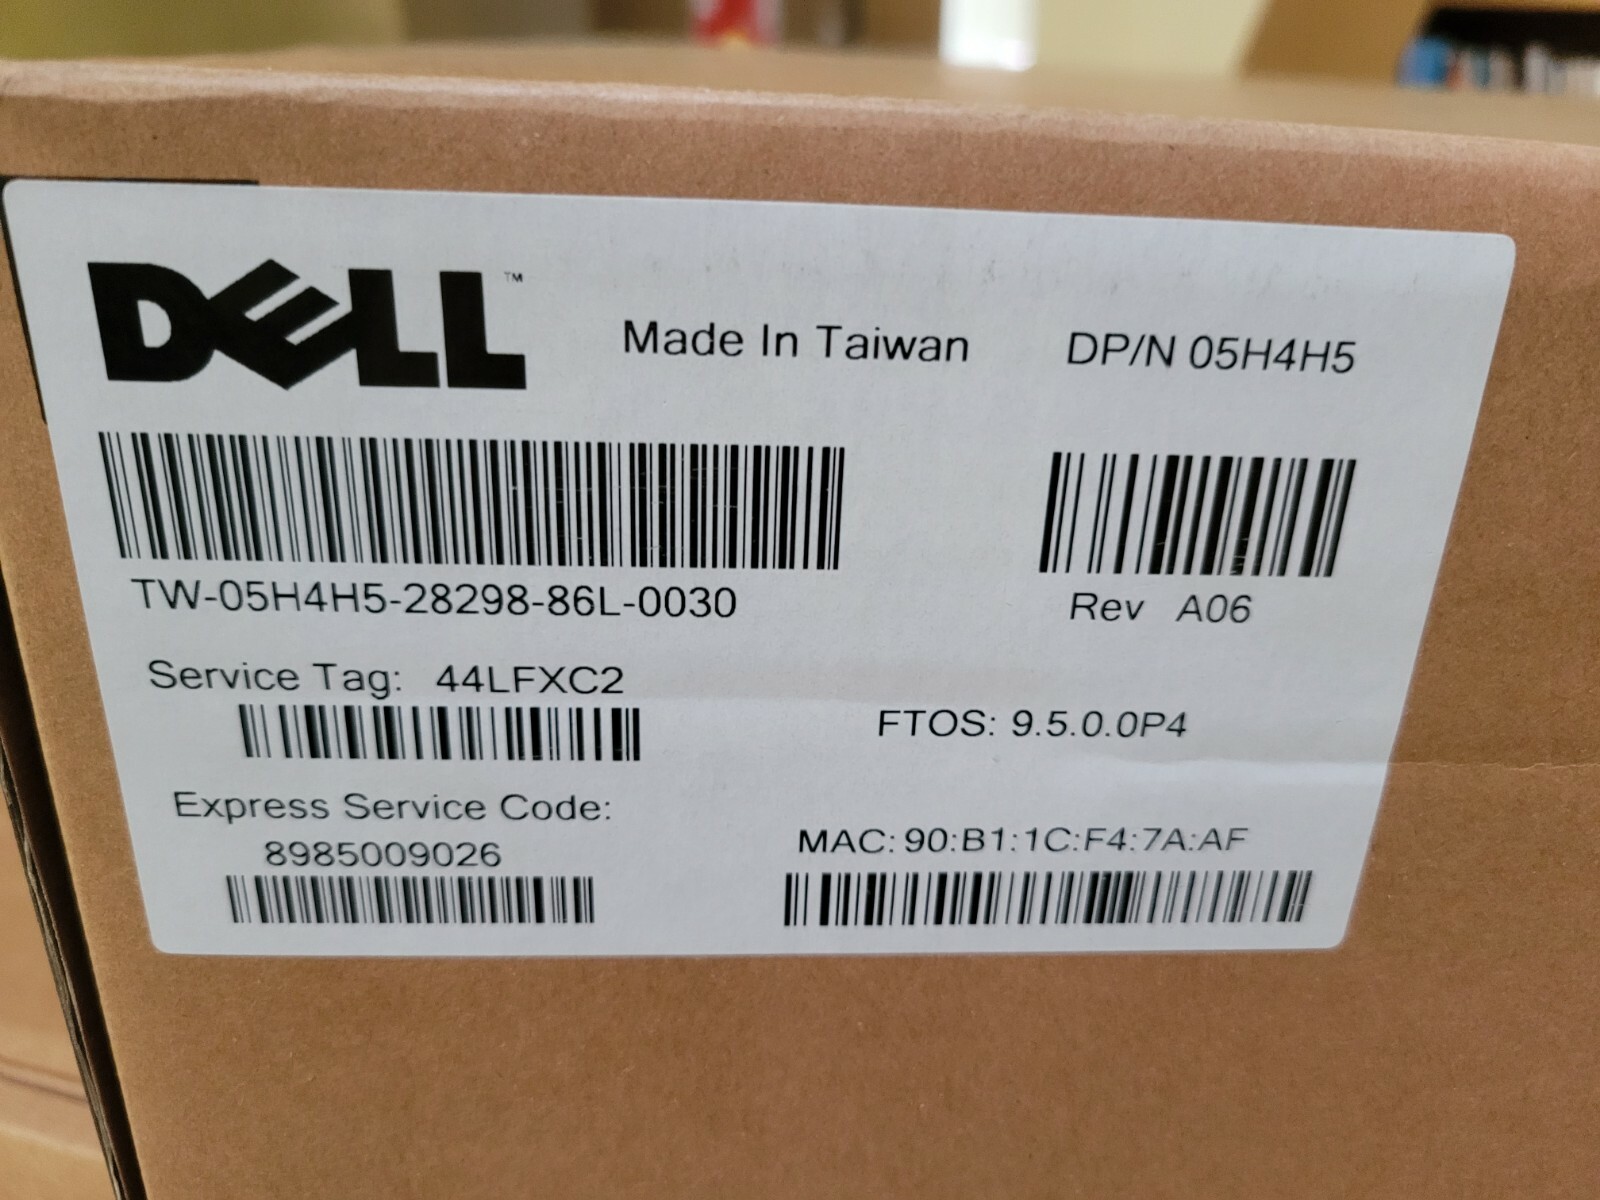 DELL™
Made In Taiwan
DP/N 05H4H5
TW-05H4H5-28298-86L-0030
Rev A06
Service Tag: 44LFXC2
FTOS: 9.5.0.0P4
Express Service Code:
8985009026
MAC: 90:B1:1C:F4:7A:AF